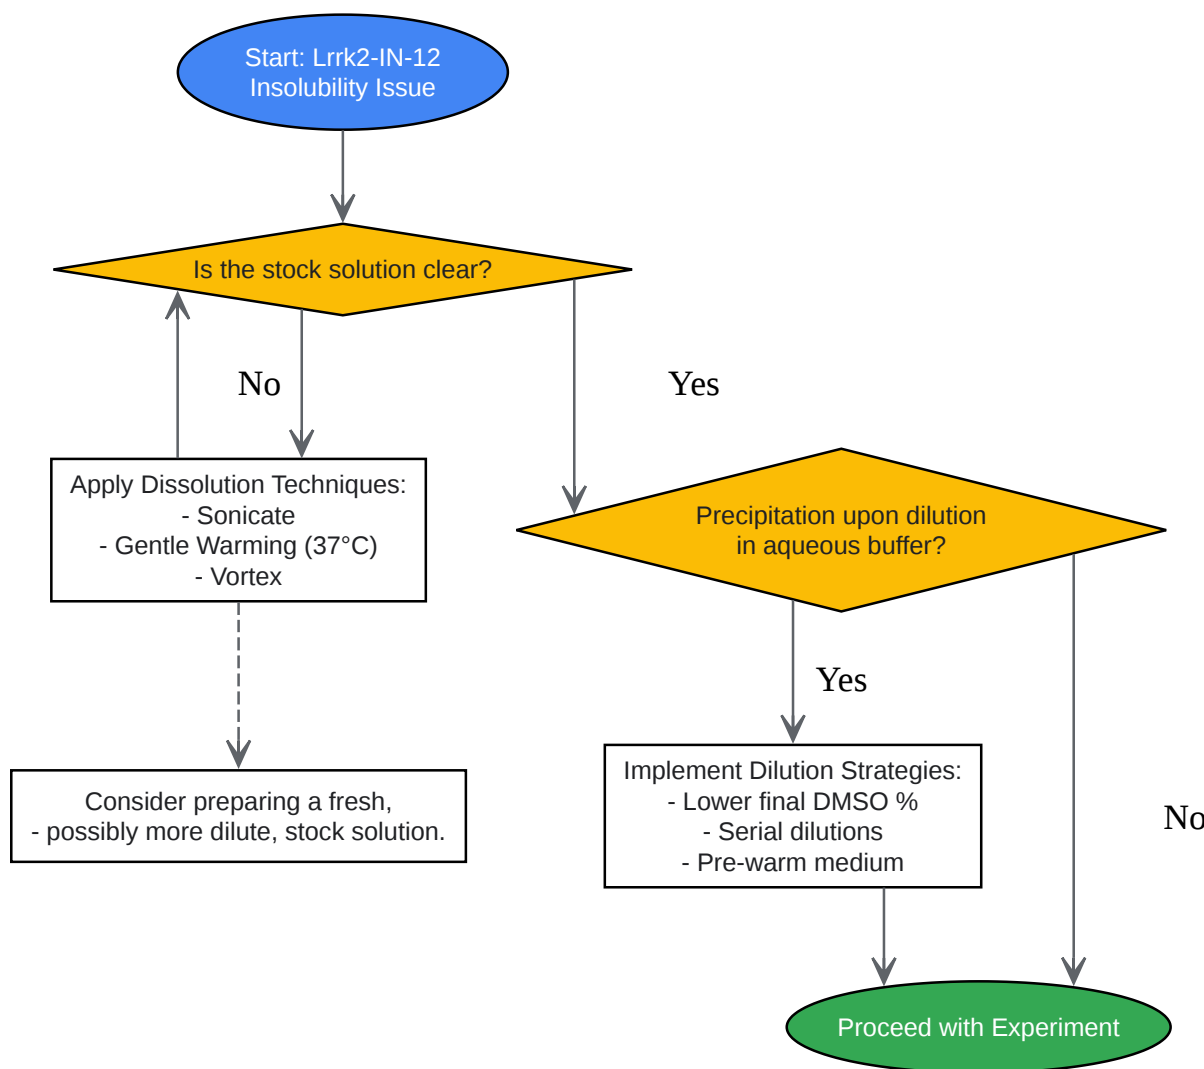 Start: Lrrk2-IN-12
Insolubility Issue
Is the stock solution clear?
No
Yes
Apply Dissolution Techniques:
- Sonicate
- Gentle Warming (37°C)
- Vortex
Precipitation upon dilution
in aqueous buffer?
Yes
Consider preparing a fresh,
- possibly more dilute, stock solution.
Implement Dilution Strategies:
- Lower final DMSO %
- Serial dilutions
- Pre-warm medium
No
Proceed with Experiment